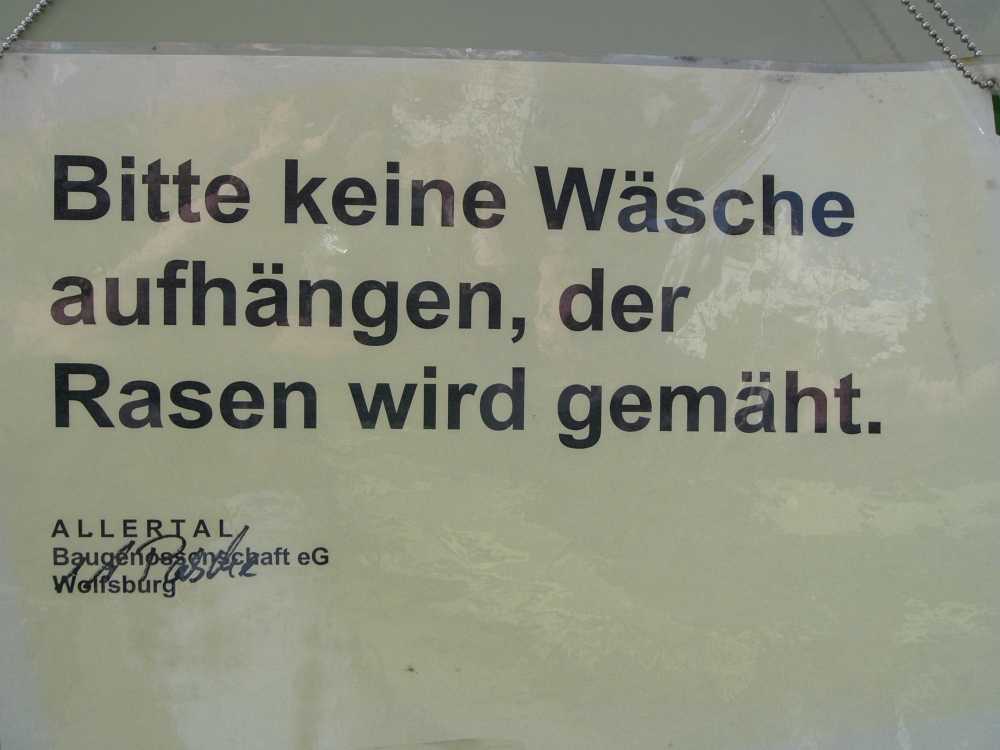 Bitte keine Wäsche
aufhängen, der
Rasen wird gemäht.
ALLERTAL
Baugenossenschaft eG
Wolfsburg